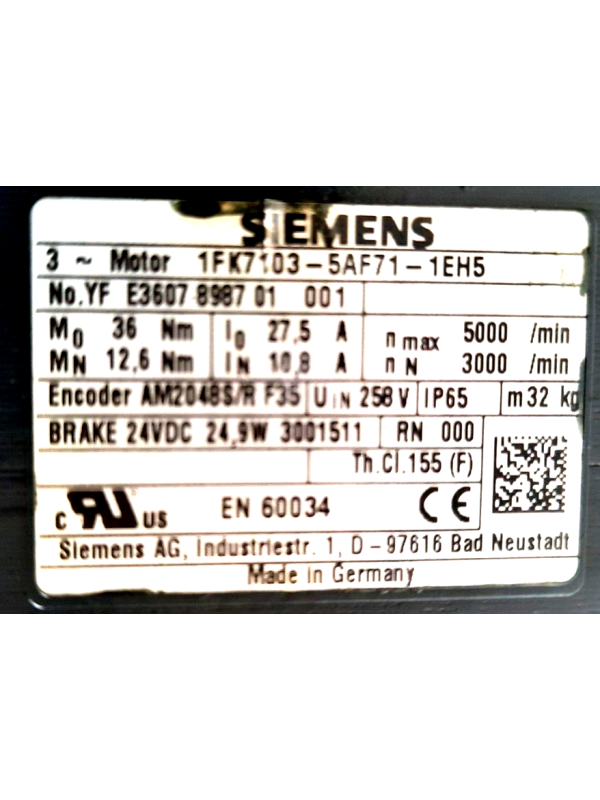 SIEMENS
3 ~ Motor 1FK7103-5AF71-1EH5
No.YF E3607 8987 01 001
M0 36 Nm I0 27,5 A n max 5000 /min
MN 12,6 Nm IN 10,8 A n N 3000 /min
Encoder AM2048S/R F35 UIN 258 V IP65 m 32 kg
BRAKE 24VDC 24,9W 3001511 RN 000
Th.Cl.155 (F)
c RU US EN 60034 CE
Siemens AG, Industriestr. 1, D-97616 Bad Neustadt
Made in Germany